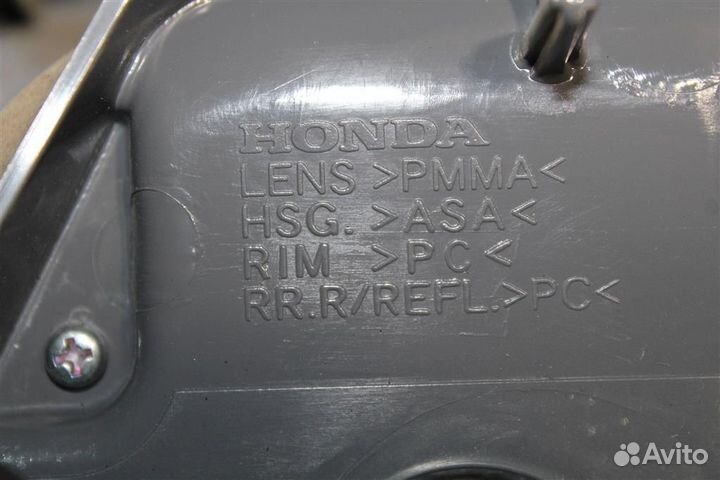 HONDA
LENS >PMMA<
HSG. >ASA<
RIM >PC<
RR.R/REFL.>PC<
Avito